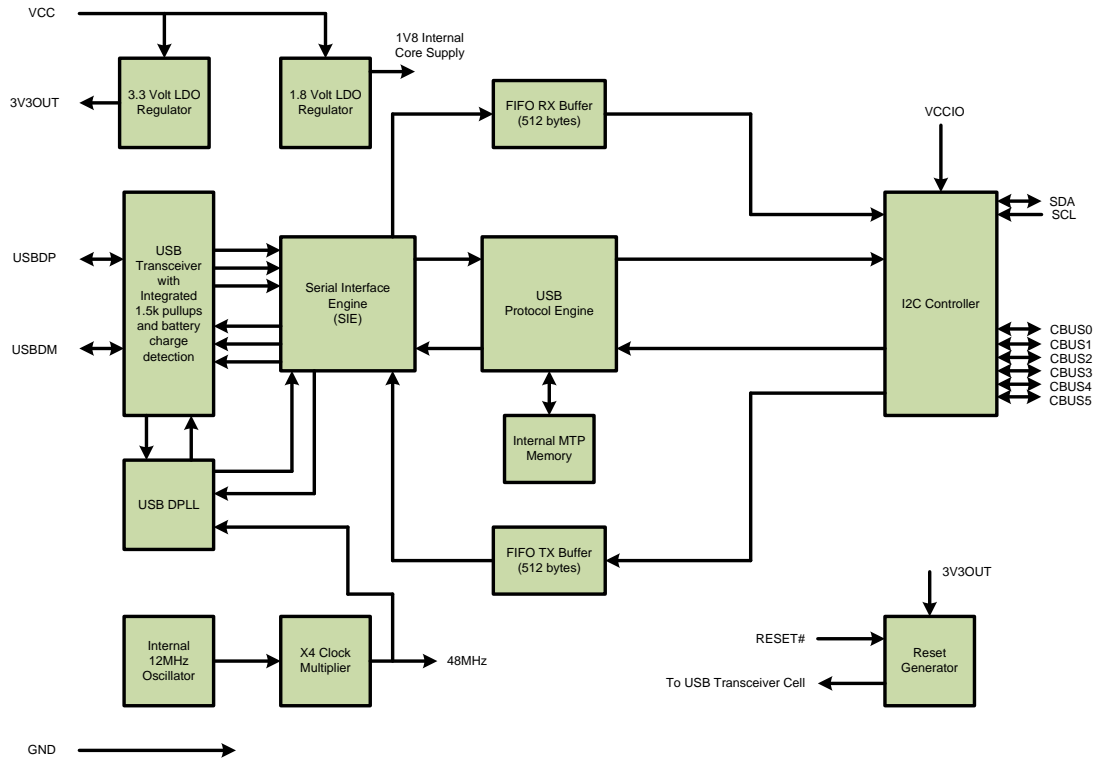 VCC
3.3 Volt LDO
Regulator
3V3OUT
1.8 Volt LDO
Regulator
1V8 Internal
Core Supply
FIFO RX Buffer
(512 bytes)
VCCIO
USBDP
USBDM
USB
Transceiver
with
Integrated
1.5k pullups
and battery
charge
detection
Serial Interface
Engine
(SIE)
USB
Protocol Engine
I2C Controller
SDA
SCL
CBUS0
CBUS1
CBUS2
CBUS3
CBUS4
CBUS5
Internal MTP
Memory
USB DPLL
FIFO TX Buffer
(512 bytes)
Internal
12MHz
Oscillator
X4 Clock
Multiplier
48MHz
3V3OUT
RESET#
Reset
Generator
To USB Transceiver Cell
GND